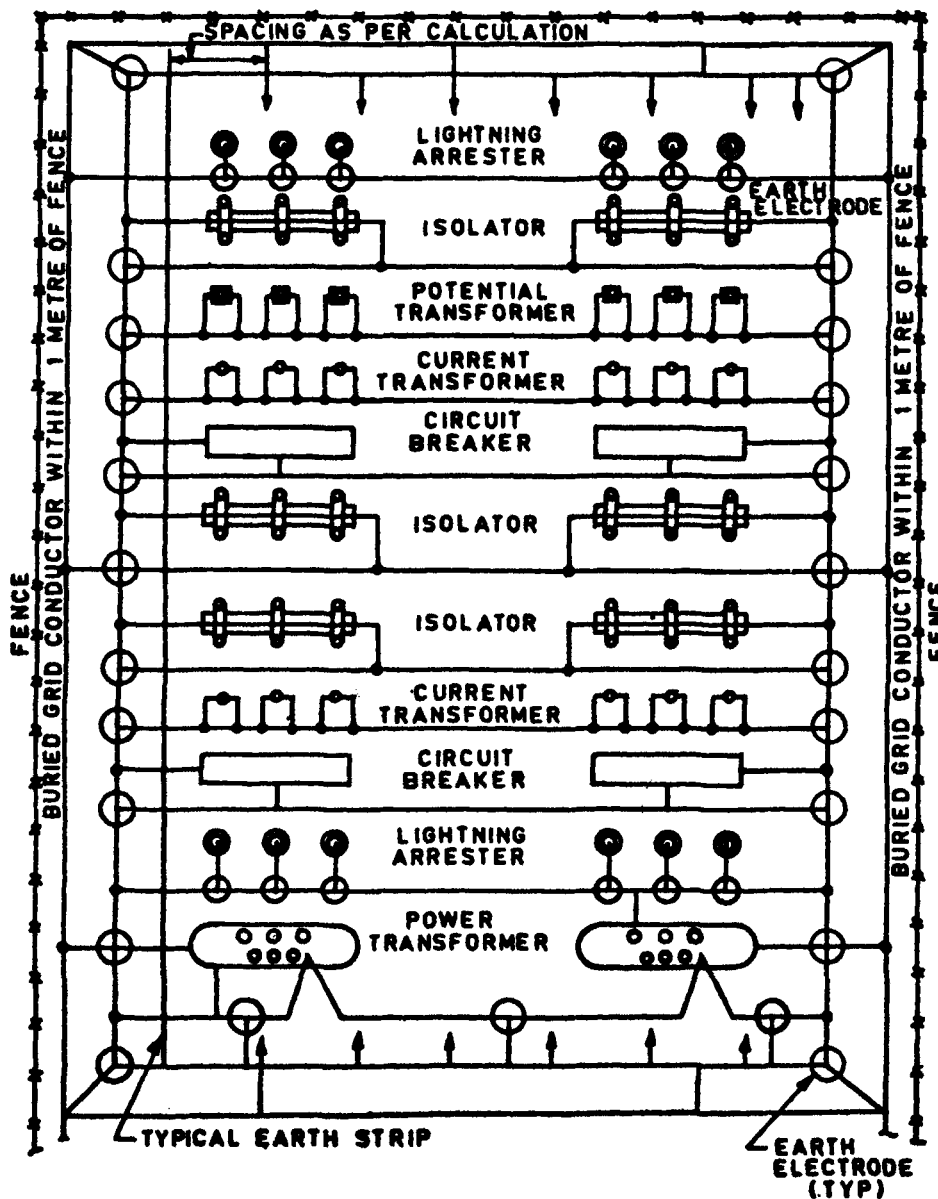 SPACING AS PER CALCULATION
LIGHTNING
ARRESTER
EARTH
ELECTRODE
ISOLATOR
POTENTIAL
TRANSFORMER
CURRENT
TRANSFORMER
CIRCUIT
BREAKER
ISOLATOR
ISOLATOR
CURRENT
TRANSFORMER
CIRCUIT
BREAKER
LIGHTNING
ARRESTER
POWER
TRANSFORMER
FENCE
BURIED GRID CONDUCTOR WITHIN 1 METRE OF FENCE
BURIED GRID CONDUCTOR WITHIN 1 METRE OF FENCE
FENCE
TYPICAL EARTH STRIP
EARTH
ELECTRODE
(TYP)